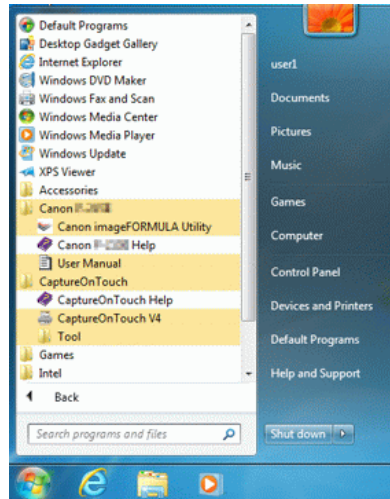 Default Programs
Desktop Gadget Gallery
Internet Explorer
Windows DVD Maker
Windows Fax and Scan
Windows Media Center
Windows Media Player
Windows Update
XPS Viewer
Accessories
Canon
Canon imageFORMULA Utility
Canon Help
User Manual
CaptureOnTouch
CaptureOnTouch Help
CaptureOnTouch V4
Tool
Games
Intel
Back
Search programs and files
user1
Documents
Pictures
Music
Games
Computer
Control Panel
Devices and Printers
Default Programs
Help and Support
Shut down